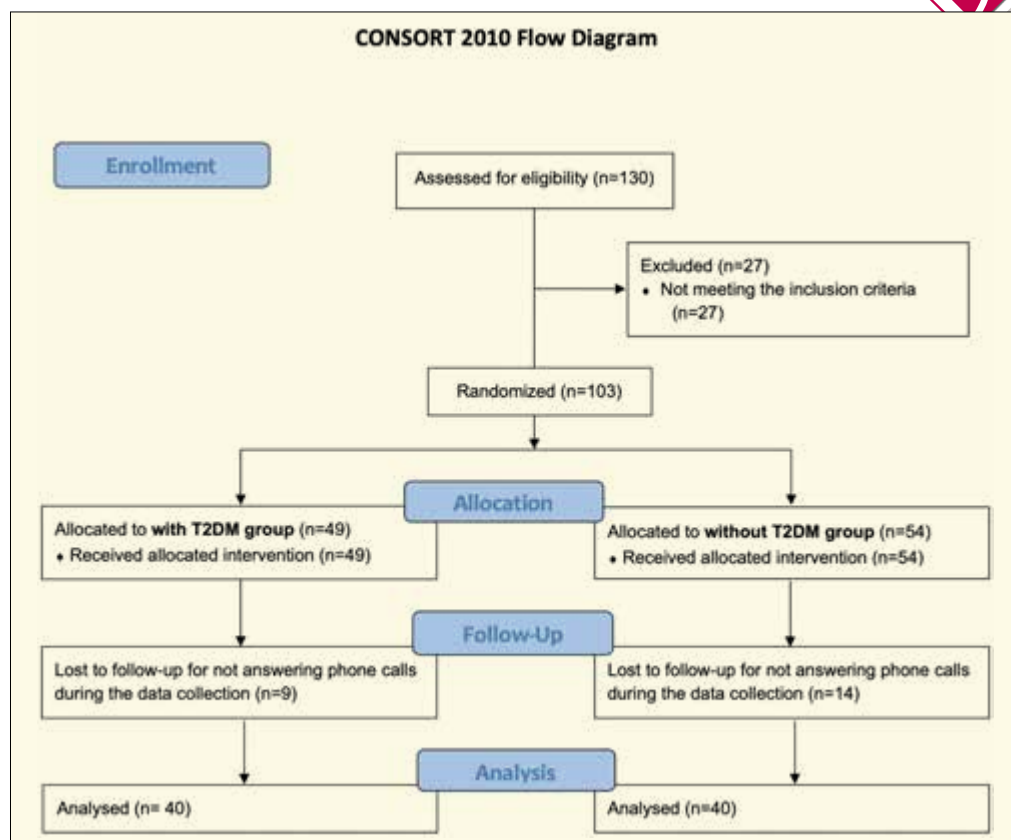 CONSORT 2010 Flow Diagram
Enrollment
Assessed for eligibility (n=130)
Excluded (n=27)
• Not meeting the inclusion criteria
(n=27)
Randomized (n=103)
Allocation
Allocated to with T2DM group (n=49)
• Received allocated intervention (n=49)
Allocated to without T2DM group (n=54)
• Received allocated intervention (n=54)
Follow-Up
Lost to follow-up for not answering phone calls
during the data collection (n=9)
Lost to follow-up for not answering phone calls
during the data collection (n=14)
Analysis
Analysed (n= 40)
Analysed (n=40)